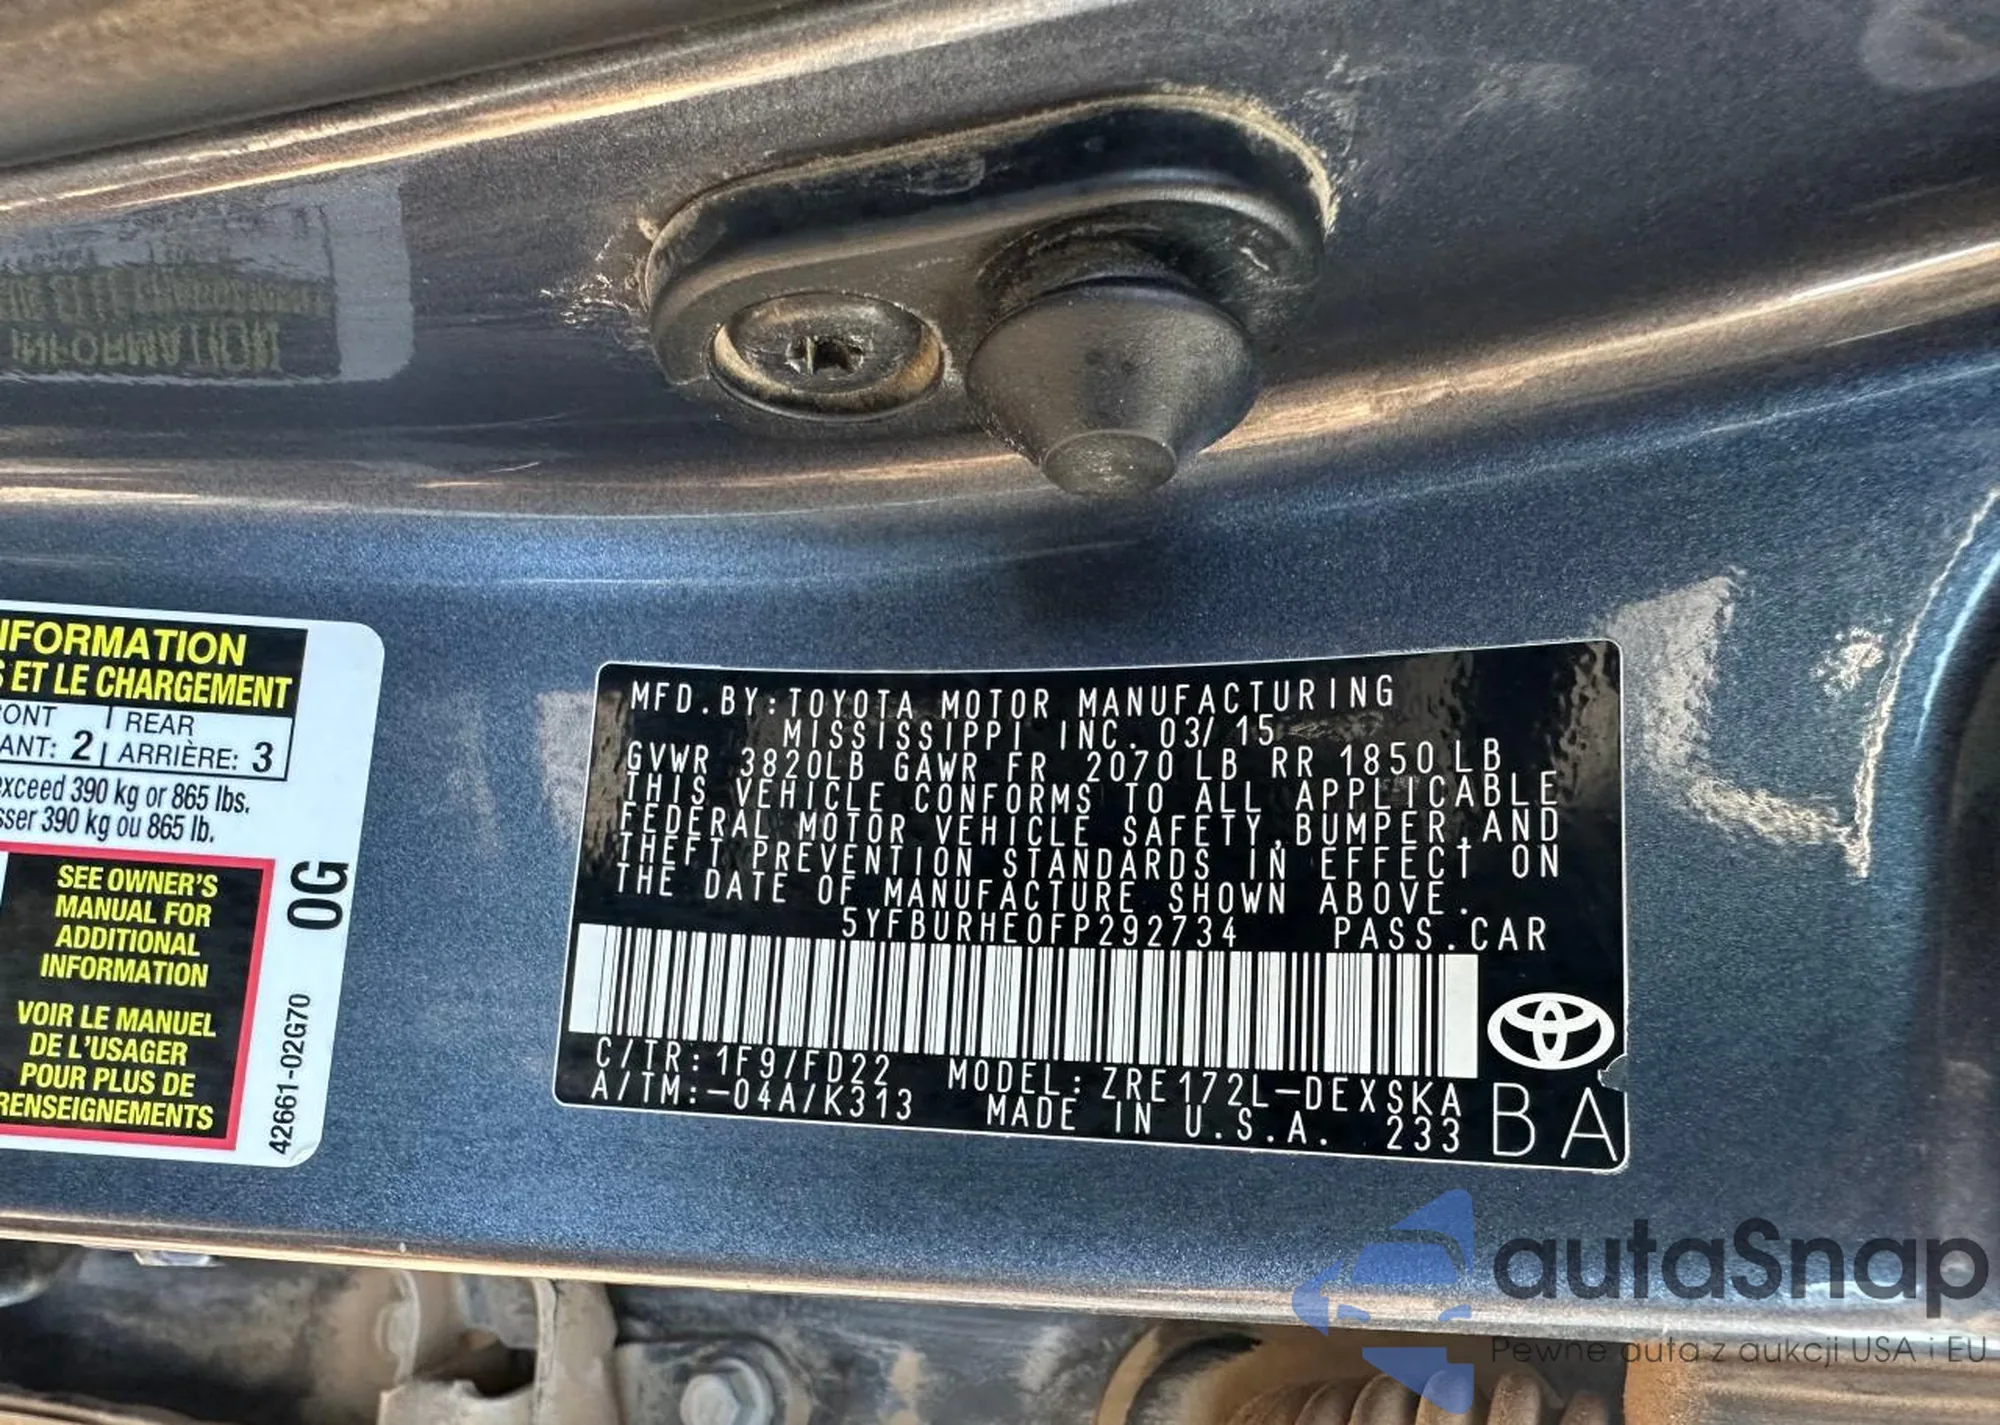 INFORMATION
NFORMATION
S ET LE CHARGEMENT
ONT | REAR
ANT: 2 | ARRIÈRE: 3
xceed 390 kg or 865 lbs.
sser 390 kg ou 865 lb.
SEE OWNER'S
MANUAL FOR
ADDITIONAL
INFORMATION
VOIR LE MANUEL
DE L'USAGER
POUR PLUS DE
RENSEIGNEMENTS
0G
42661-02G70
MFD.BY:TOYOTA MOTOR MANUFACTURING
MISSISSIPPI INC. 03/15
GVWR 3820LB GAWR FR 2070 LB RR 1850 LB
THIS VEHICLE CONFORMS TO ALL APPLICABLE
FEDERAL MOTOR VEHICLE SAFETY,BUMPER,AND
THEFT PREVENTION STANDARDS IN EFFECT ON
THE DATE OF MANUFACTURE SHOWN ABOVE.
5YFBURHE0FP292734 PASS.CAR
C/TR:1F9/FD22 MODEL:ZRE172L-DEXSKA
A/TM:-04A/K313 MADE IN U.S.A. 233
BA
autaSnap
Pewne auta z aukcji USA i EU